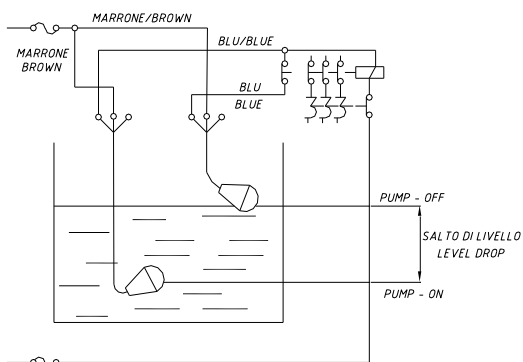 MARRONE/BROWN
BLU/BLUE
MARRONE
BROWN
BLU
BLUE
PUMP - OFF
SALTO DI LIVELLO
LEVEL DROP
PUMP - ON